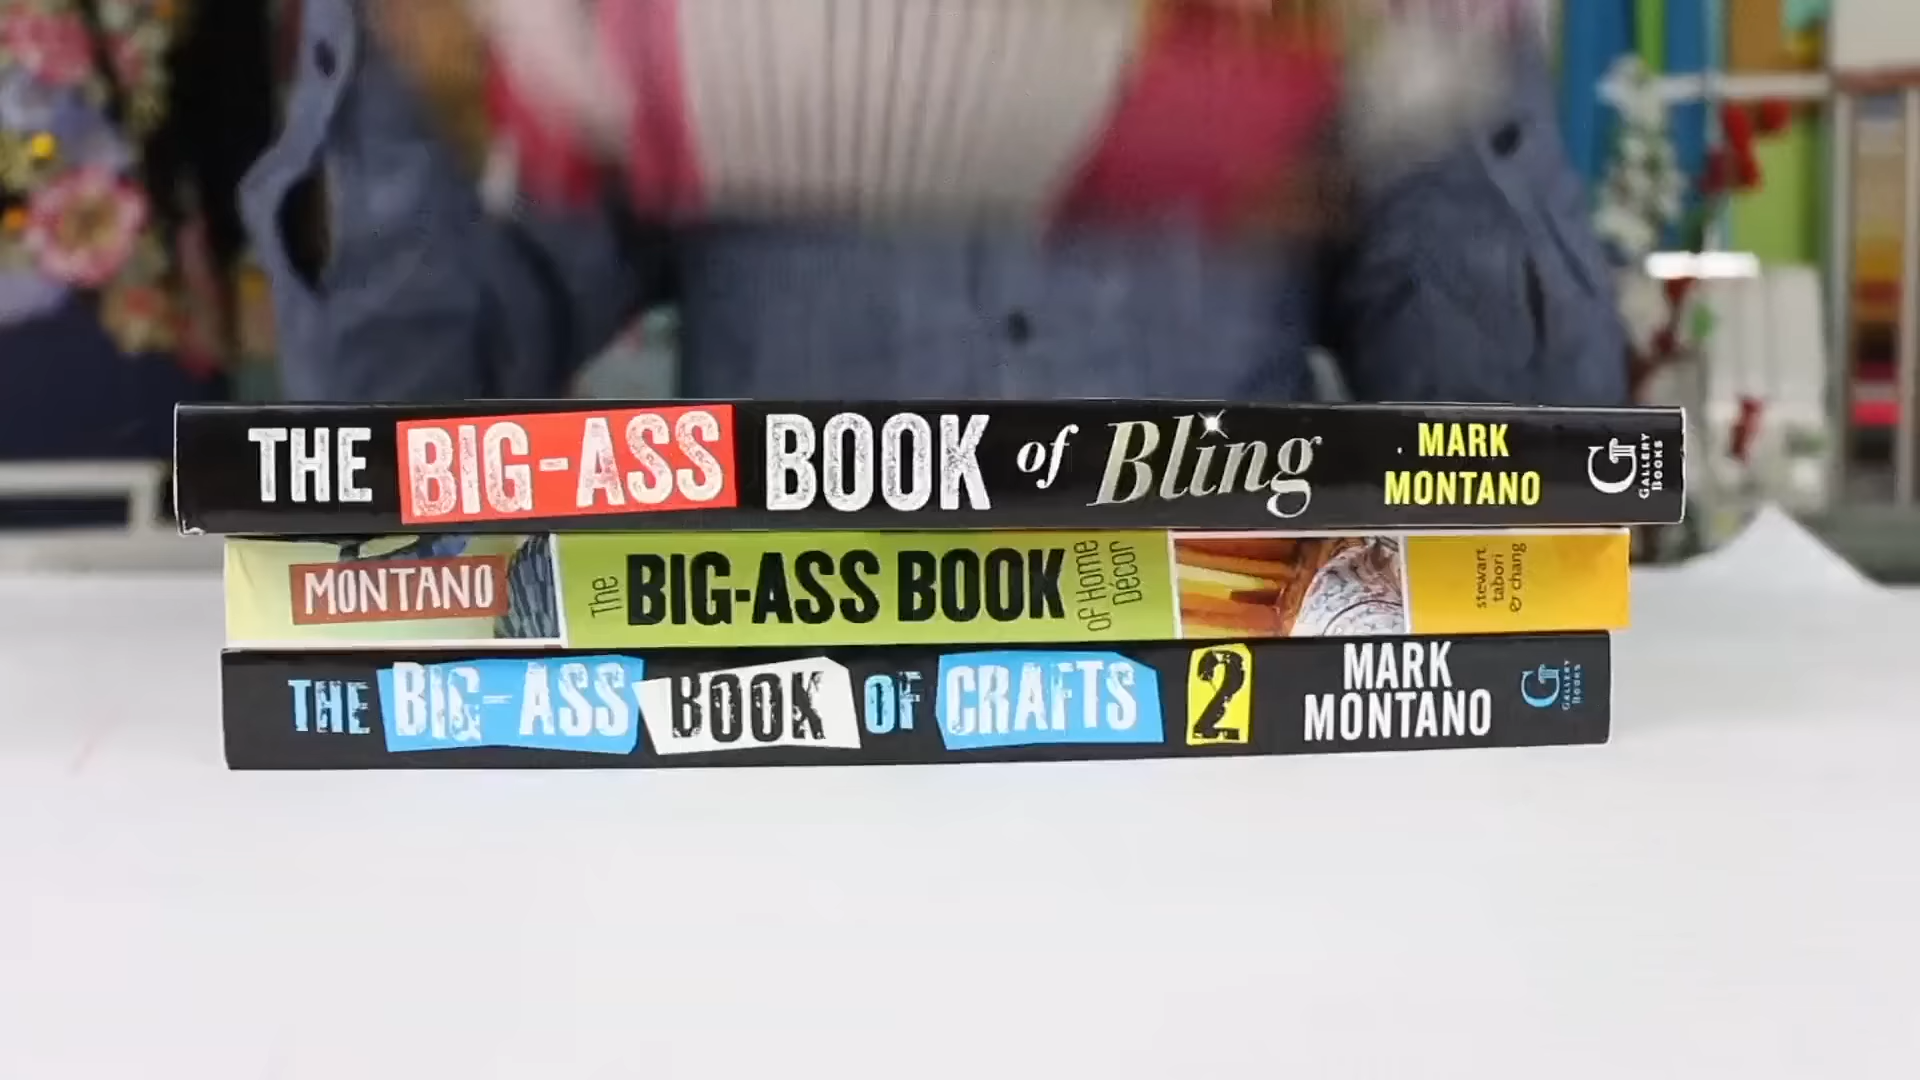 THE BIG-ASS BOOK of Bling
MARK
MONTANO
G
GALLERY
BOOKS
MONTANO
The BIG-ASS BOOK of Home
Décor
stewart
tabori
& chang
THE BIG-ASS BOOK OF CRAFTS 2
MARK
MONTANO
G
GALLERY
BOOKS